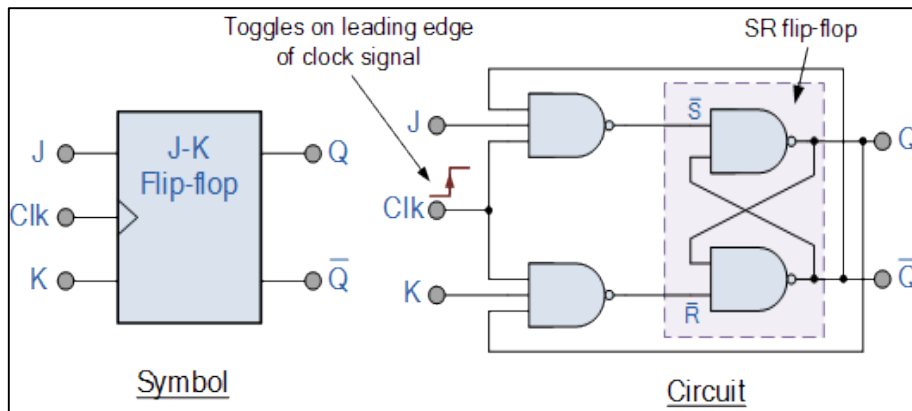 Toggles on leading edge
of clock signal
SR flip-flop
J
Clk
K
J-K
Flip-flop
Q
Q̅
Symbol
J
Clk
K
S̅
R̅
Q
Q̅
Circuit